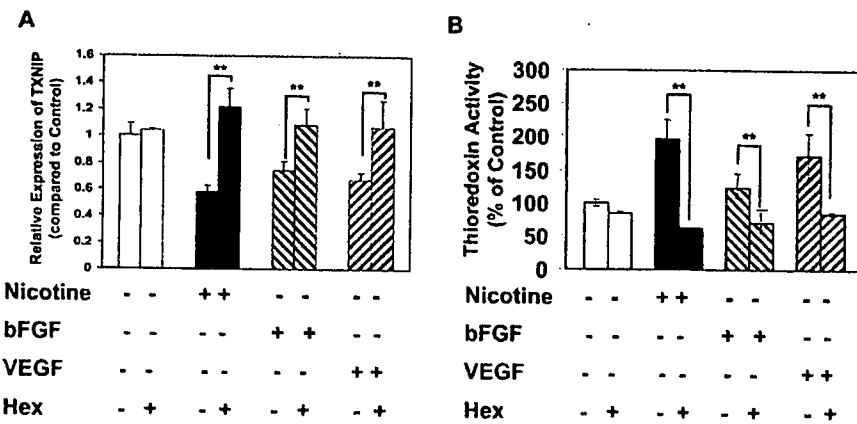 A
Relative Expression of TXNIP
(compared to Control)
1.6
1.4
1.2
1
0.8
0.6
0.4
0.2
0
**
**
**
Nicotine - - + + - - - -
bFGF - - - - + + - -
VEGF - - - - - - + +
Hex - + - + - + - +
B
Thioredoxin Activity
(% of Control)
300
250
200
150
100
50
0
**
**
**
Nicotine - - + + - - - -
bFGF - - - - + + - -
VEGF - - - - - - + +
Hex - + - + - + - +